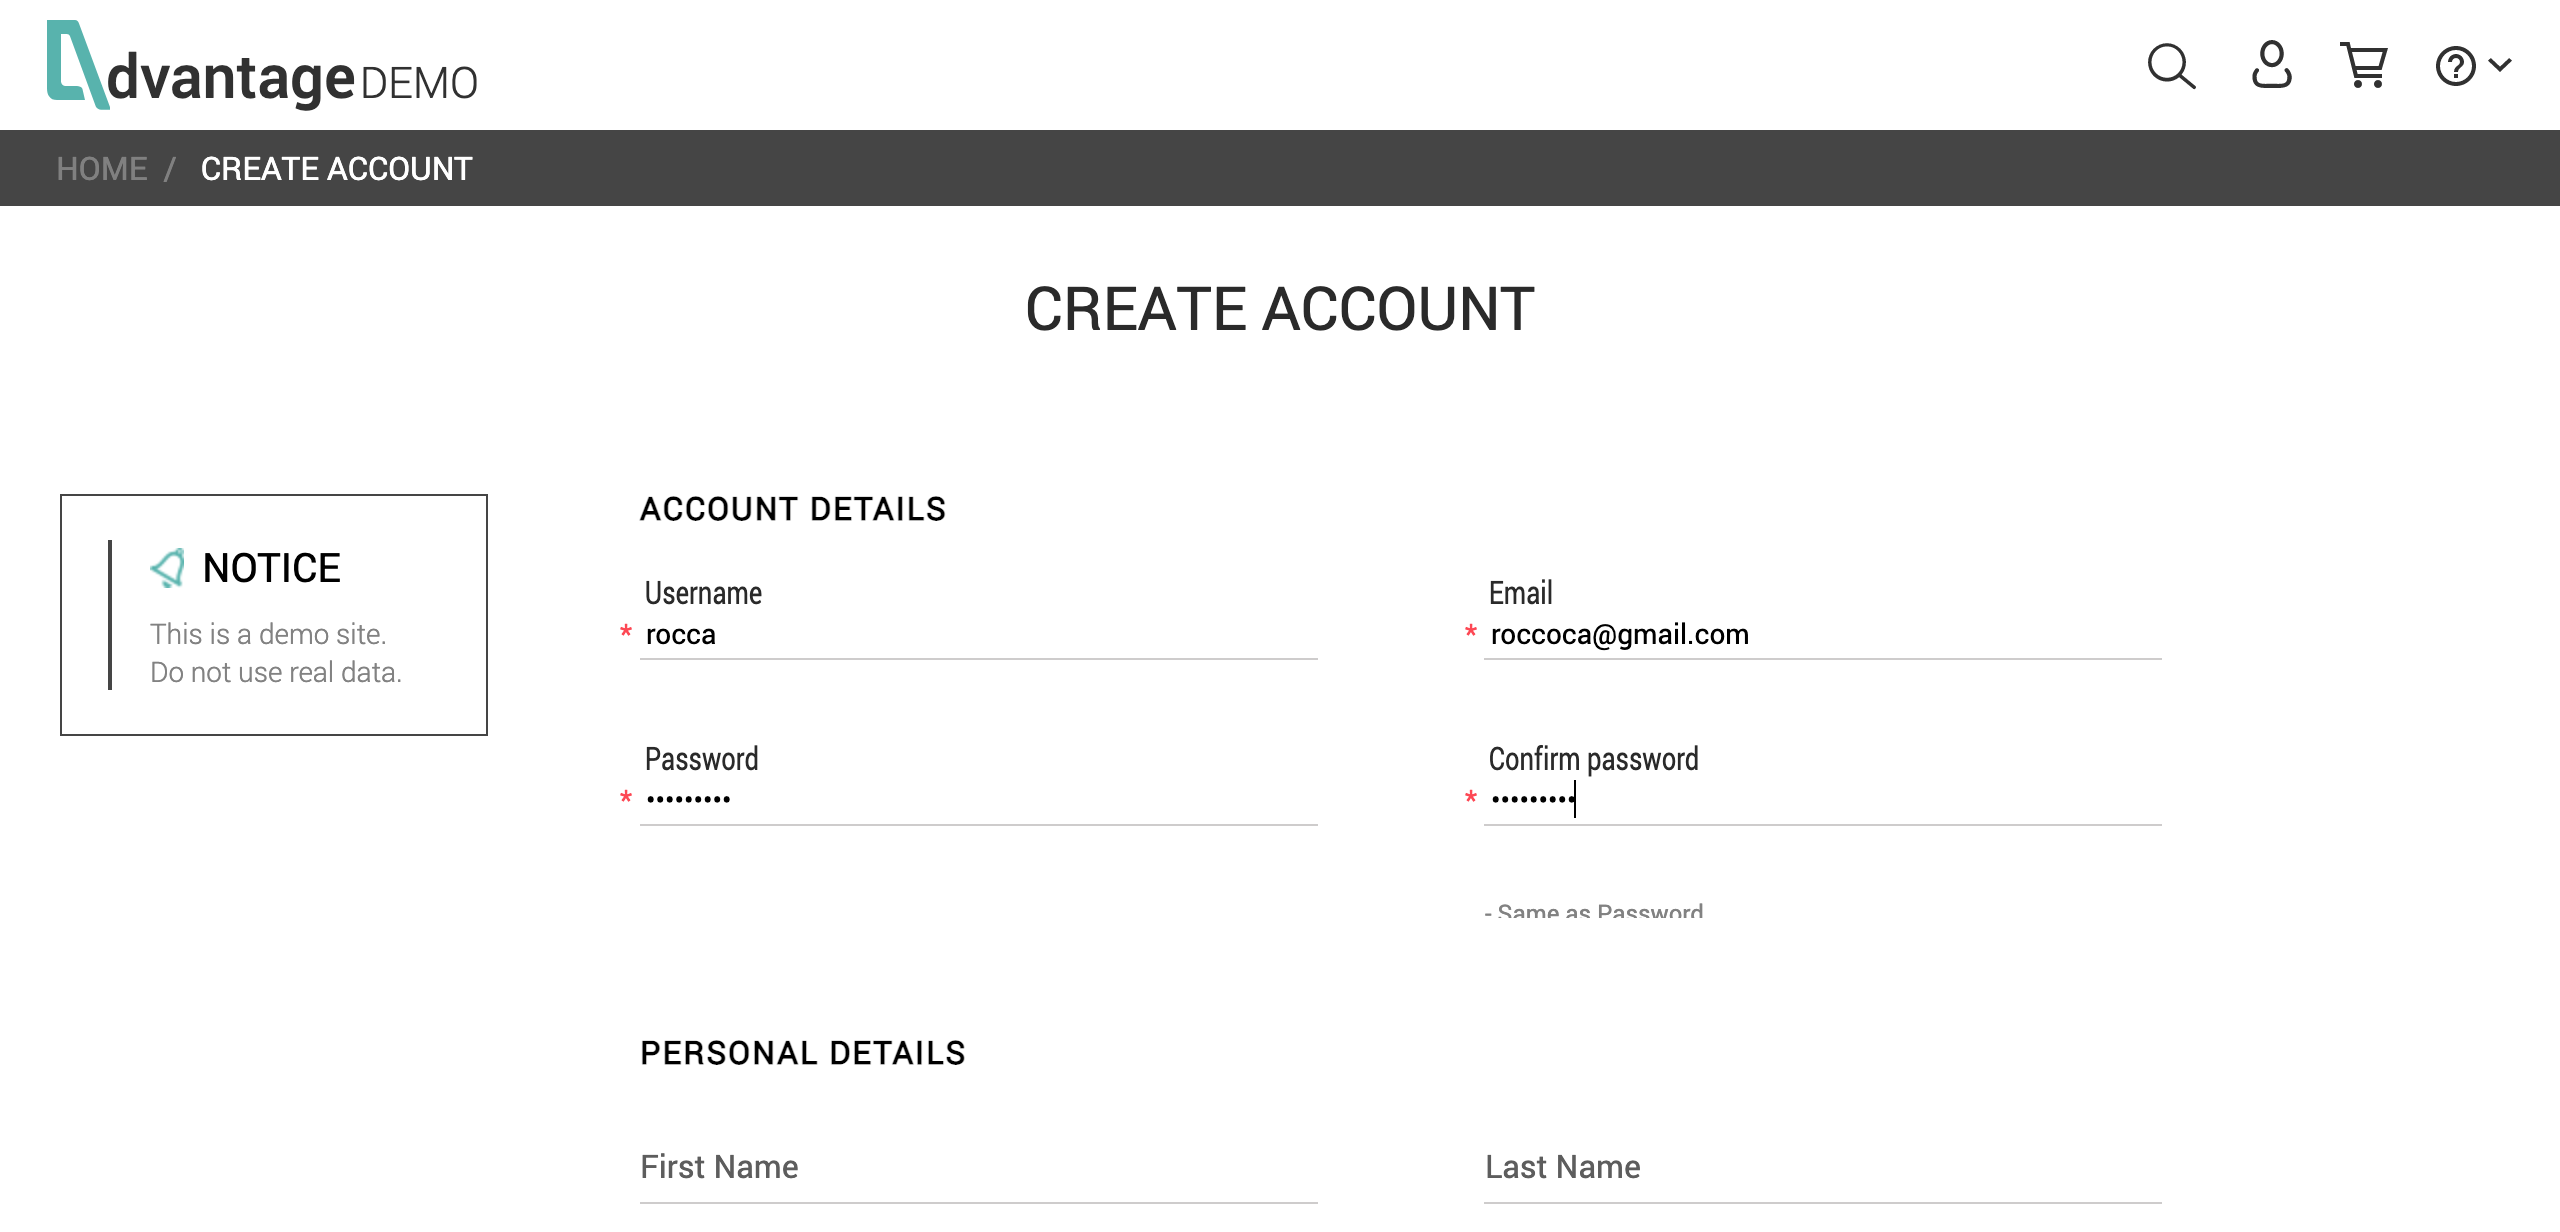 dvantage DEMO
HOME / CREATE ACCOUNT
CREATE ACCOUNT
NOTICE
This is a demo site.
Do not use real data.
ACCOUNT DETAILS
Username
* rocca
Email
* roccoca@gmail.com
Password
* •••••••••
Confirm password
* •••••••••
- Same as Password
PERSONAL DETAILS
First Name
Last Name